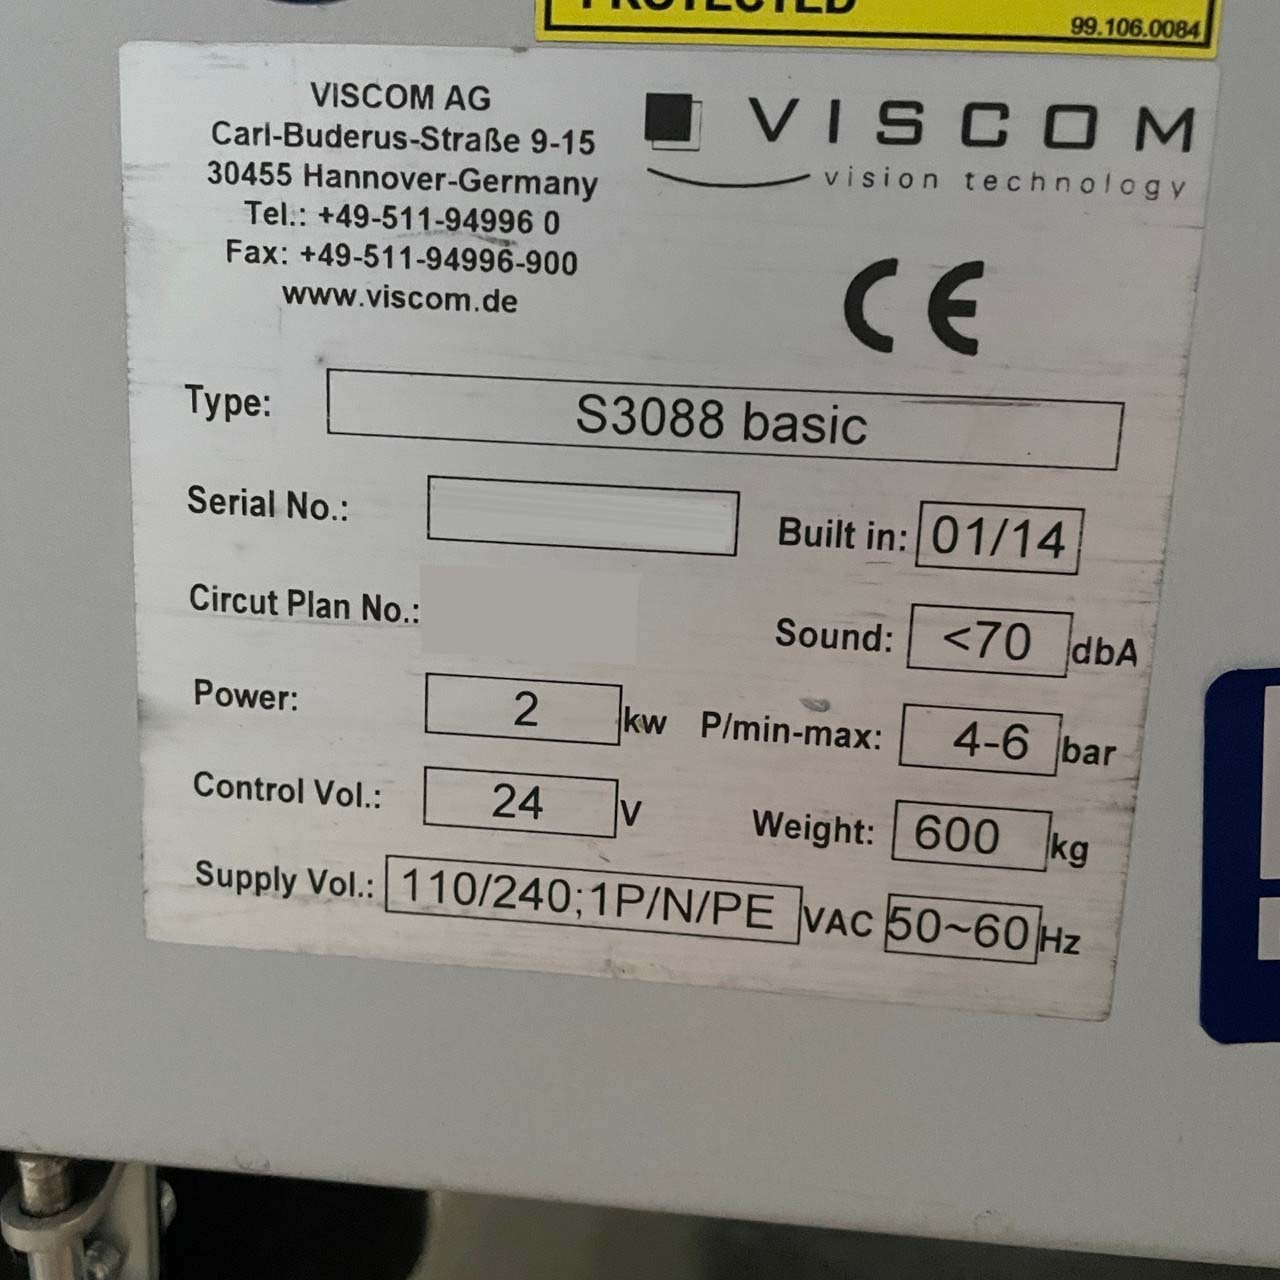 PROTECTED
99.106.0084
VISCOM AG
Carl-Buderus-Straße 9-15
30455 Hannover-Germany
Tel.: +49-511-94996 0
Fax: +49-511-94996-900
www.viscom.de
VISCOM
vision technology
CE
Type: S3088 basic
Serial No.:
Built in: 01/14
Circut Plan No.:
Sound: <70 dbA
Power: 2 kw
P/min-max: 4-6 bar
Control Vol.: 24 V
Weight: 600 kg
Supply Vol.: 110/240;1P/N/PE VAC 50~60 Hz